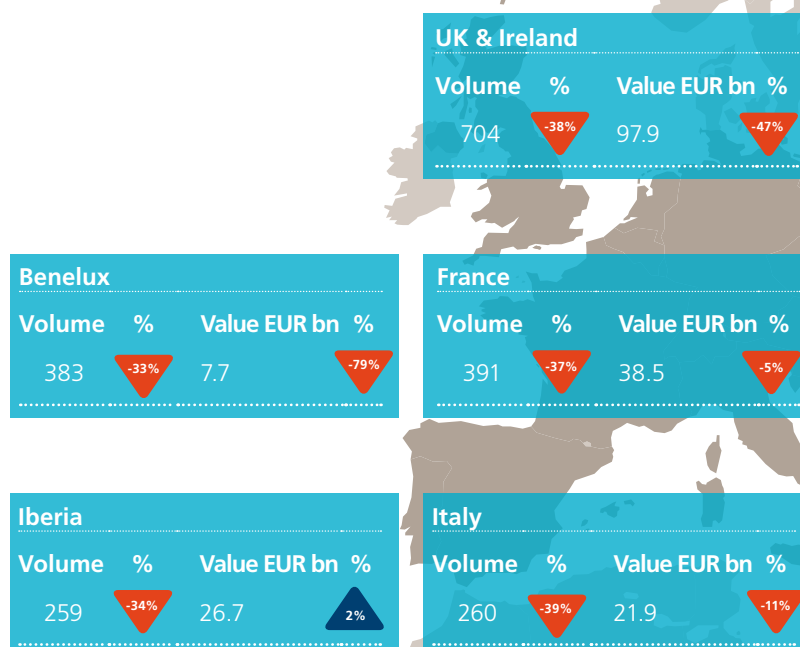 UK & Ireland
Volume % Value EUR bn %
704 -38% 97.9 -47%
Benelux
Volume % Value EUR bn %
383 -33% 7.7 -79%
France
Volume % Value EUR bn %
391 -37% 38.5 -5%
Iberia
Volume % Value EUR bn %
259 -34% 26.7 2%
Italy
Volume % Value EUR bn %
260 -39% 21.9 -11%